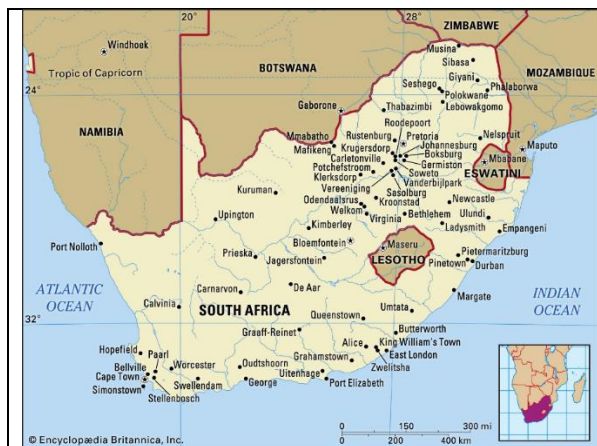 20
28
ZIMBABWE
Windhoek
Musina
Sibasa
BOTSWANA
Giyani
MOZAMBIQUE
Tropic of Capricorn
Seshego
Phalaborwa
24
Polokwane
Thabazimbi
Lebowakgomo
Gaborone
Roodepoort
NAMIBIA
Mmabatho
Rustenburg
Pretoria
Nelspruit
Mafikeng
Krugersdorp
Johannesburg
Maputo
Carletonville
Boksburg
Mbabane
Potchefstroom
Germiston
ESWATINI
Klerksdorp
Soweto
Vereeniging
Vanderbijlpark
Kuruman
Sasolburg
Odendaalsrus
Kroonstad
Newcastle
Upington
Welkom
Virginia
Bethlehem
Ulundi
Kimberley
Ladysmith
Empangeni
Port Nolloth
Bloemfontein
Maseru
Prieska
Jagersfontein
LESOTHO
Pietermaritzburg
Pinetown
Durban
ATLANTIC
OCEAN
Carnarvon
De Aar
INDIAN
OCEAN
Calvinia
SOUTH AFRICA
Umtata
Margate
32
Queenstown
32
Graaff-Reinet
Butterworth
Hopefield
Alice
King William's Town
Bellville
Paarl
Grahamstown
East London
Worcester
Oudtshoorn
Zwelitsha
Cape Town
Uitenhage
Simonstown
Swellendam
George
Port Elizabeth
Stellenbosch
0 150 300 mi
0 200 400 km
© Encyclopædia Britannica, Inc.